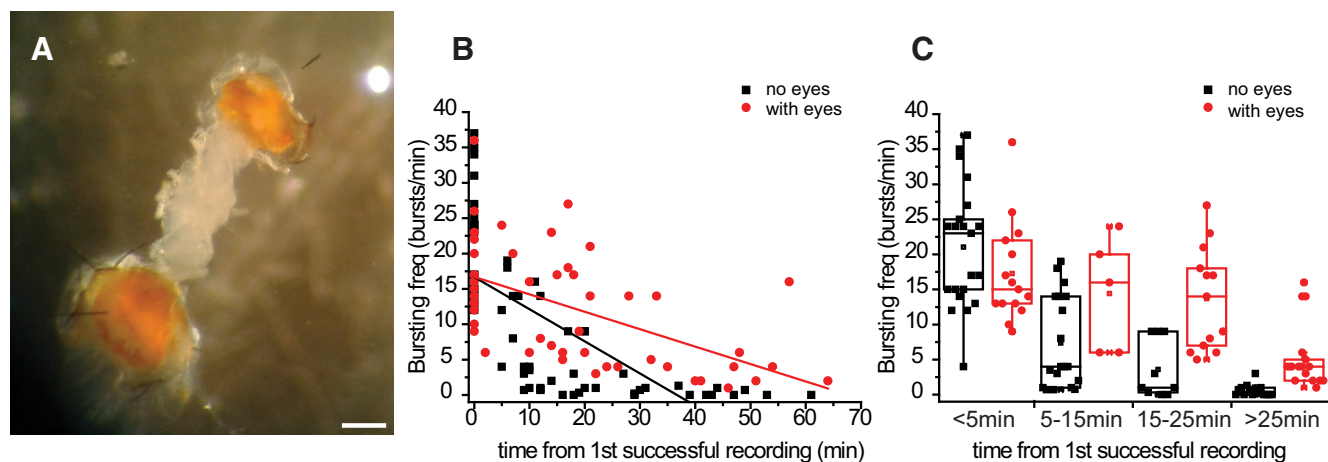 A
B
no eyes
with eyes
Bursting freq (bursts/min)
40
35
30
25
20
15
10
5
0
0 10 20 30 40 50 60 70
time from 1st successful recording (min)
C
no eyes
with eyes
Bursting freq (bursts/min)
40
35
30
25
20
15
10
5
0
<5min 5-15min 15-25min >25min
time from 1st successful recording